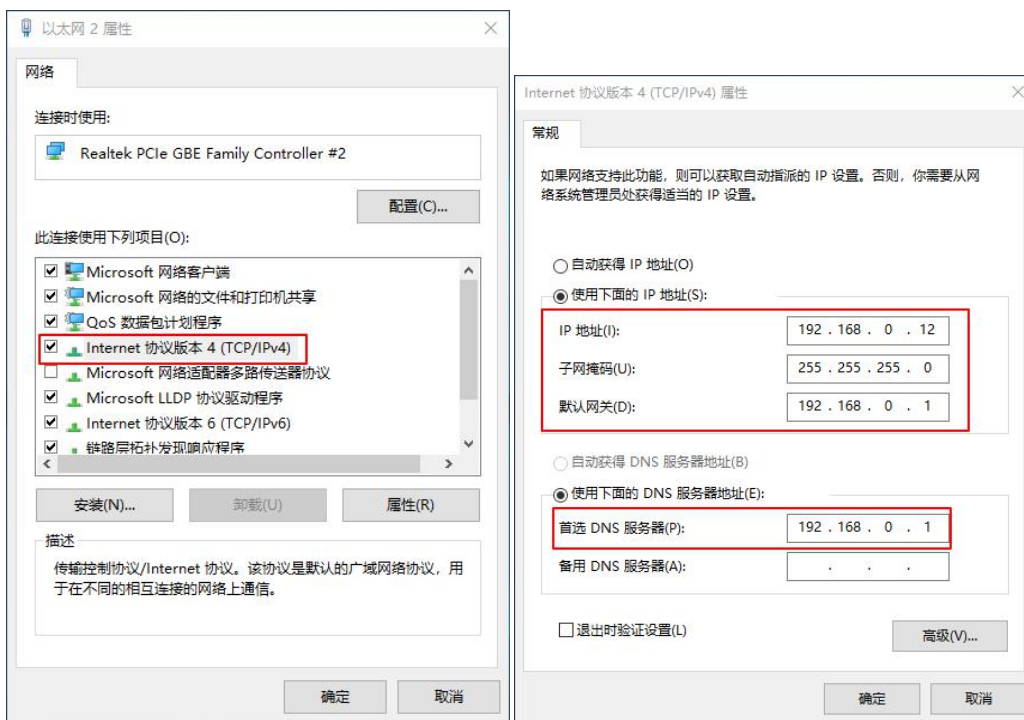 以太网 2 属性
网络
连接时使用:
Realtek PCIe GBE Family Controller #2
配置(C)...
此连接使用下列项目(O):
Microsoft 网络客户端
Microsoft 网络的文件和打印机共享
QoS 数据包计划程序
Internet 协议版本 4 (TCP/IPv4)
Microsoft 网络适配器多路传送器协议
Microsoft LLDP 协议驱动程序
Internet 协议版本 6 (TCP/IPv6)
链路层拓扑发现响应程序
安装(N)...
卸载(U)
属性(R)
描述
传输控制协议/Internet 协议。该协议是默认的广域网络协议，用
于在不同的相互连接的网络上通信。
确定
取消
Internet 协议版本 4 (TCP/IPv4) 属性
常规
如果网络支持此功能，则可以获取自动指派的 IP 设置。否则，你需要从网
络系统管理员处获得适当的 IP 设置。
自动获得 IP 地址(O)
使用下面的 IP 地址(S):
IP 地址(I): 192 . 168 . 0 . 12
子网掩码(U): 255 . 255 . 255 . 0
默认网关(D): 192 . 168 . 0 . 1
自动获得 DNS 服务器地址(B)
使用下面的 DNS 服务器地址(E):
首选 DNS 服务器(P): 192 . 168 . 0 . 1
备用 DNS 服务器(A): . . .
退出时验证设置(L)
高级(V)...
确定
取消